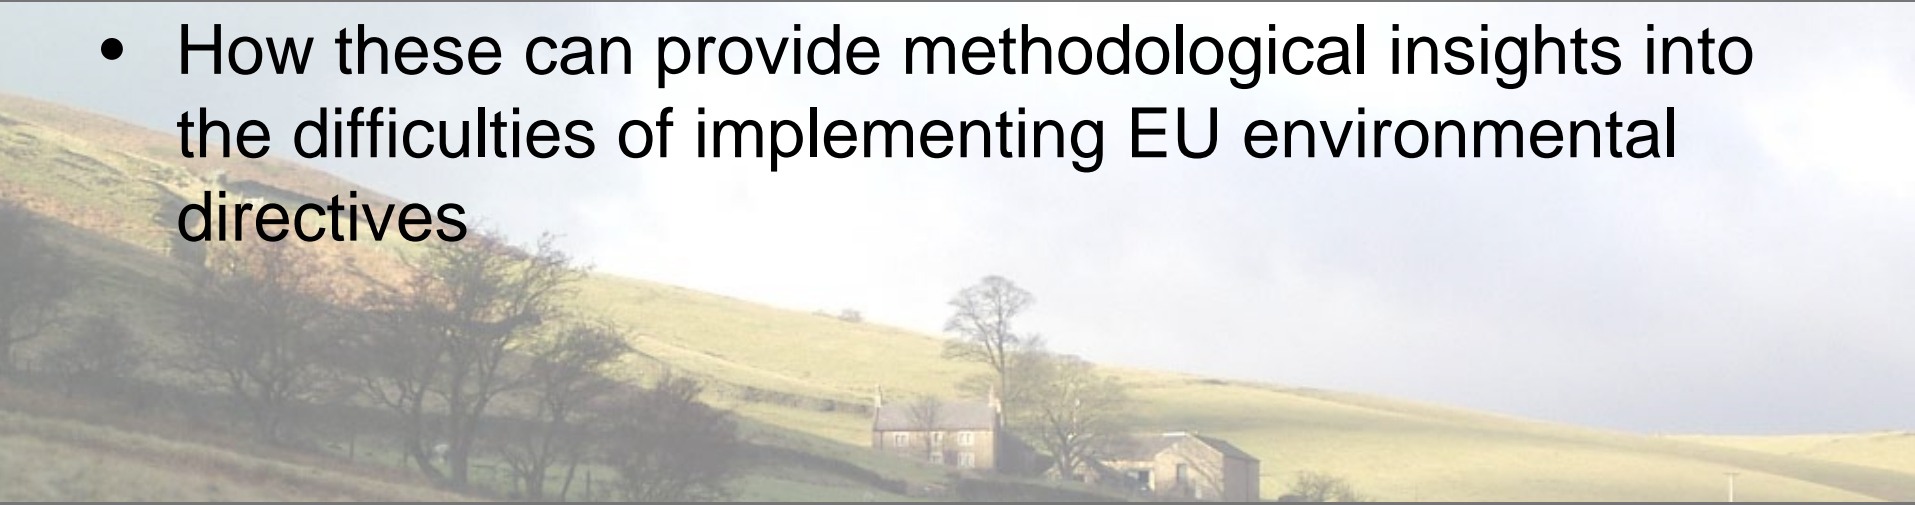 • How these can provide methodological insights into
the difficulties of implementing EU environmental
directives